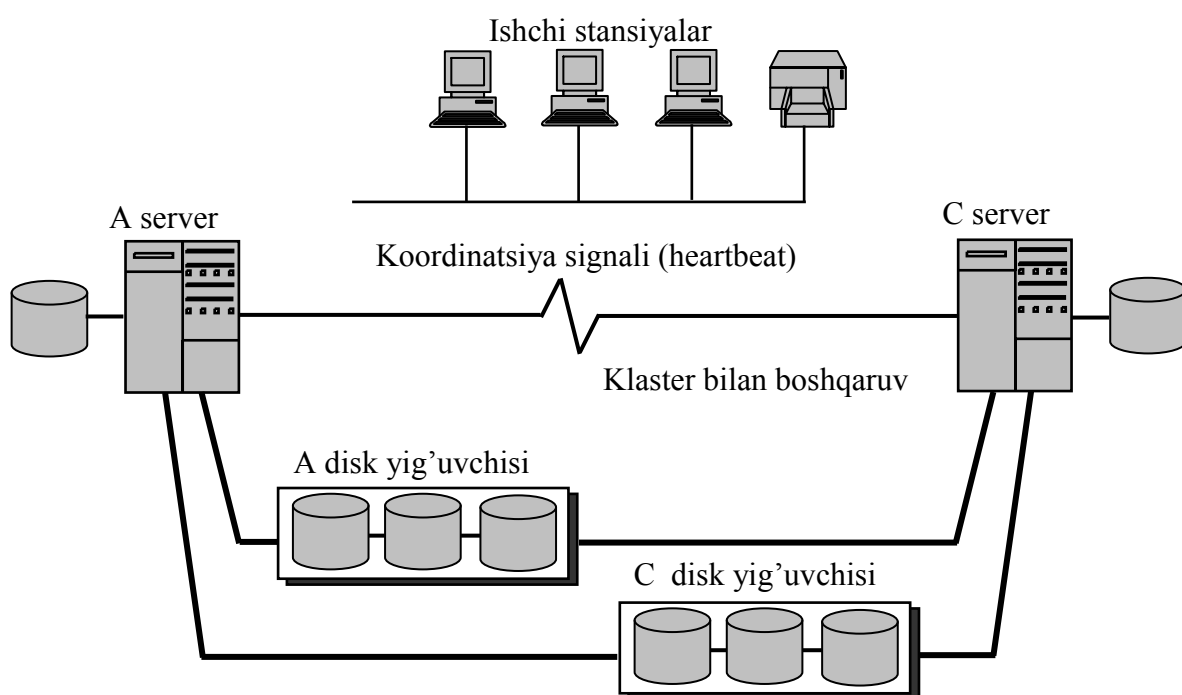 Ishchi stansiyalar
A server
C server
Koordinatsiya signali (heartbeat)
Klaster bilan boshqaruv
A disk yig’uvchisi
C disk yig’uvchisi